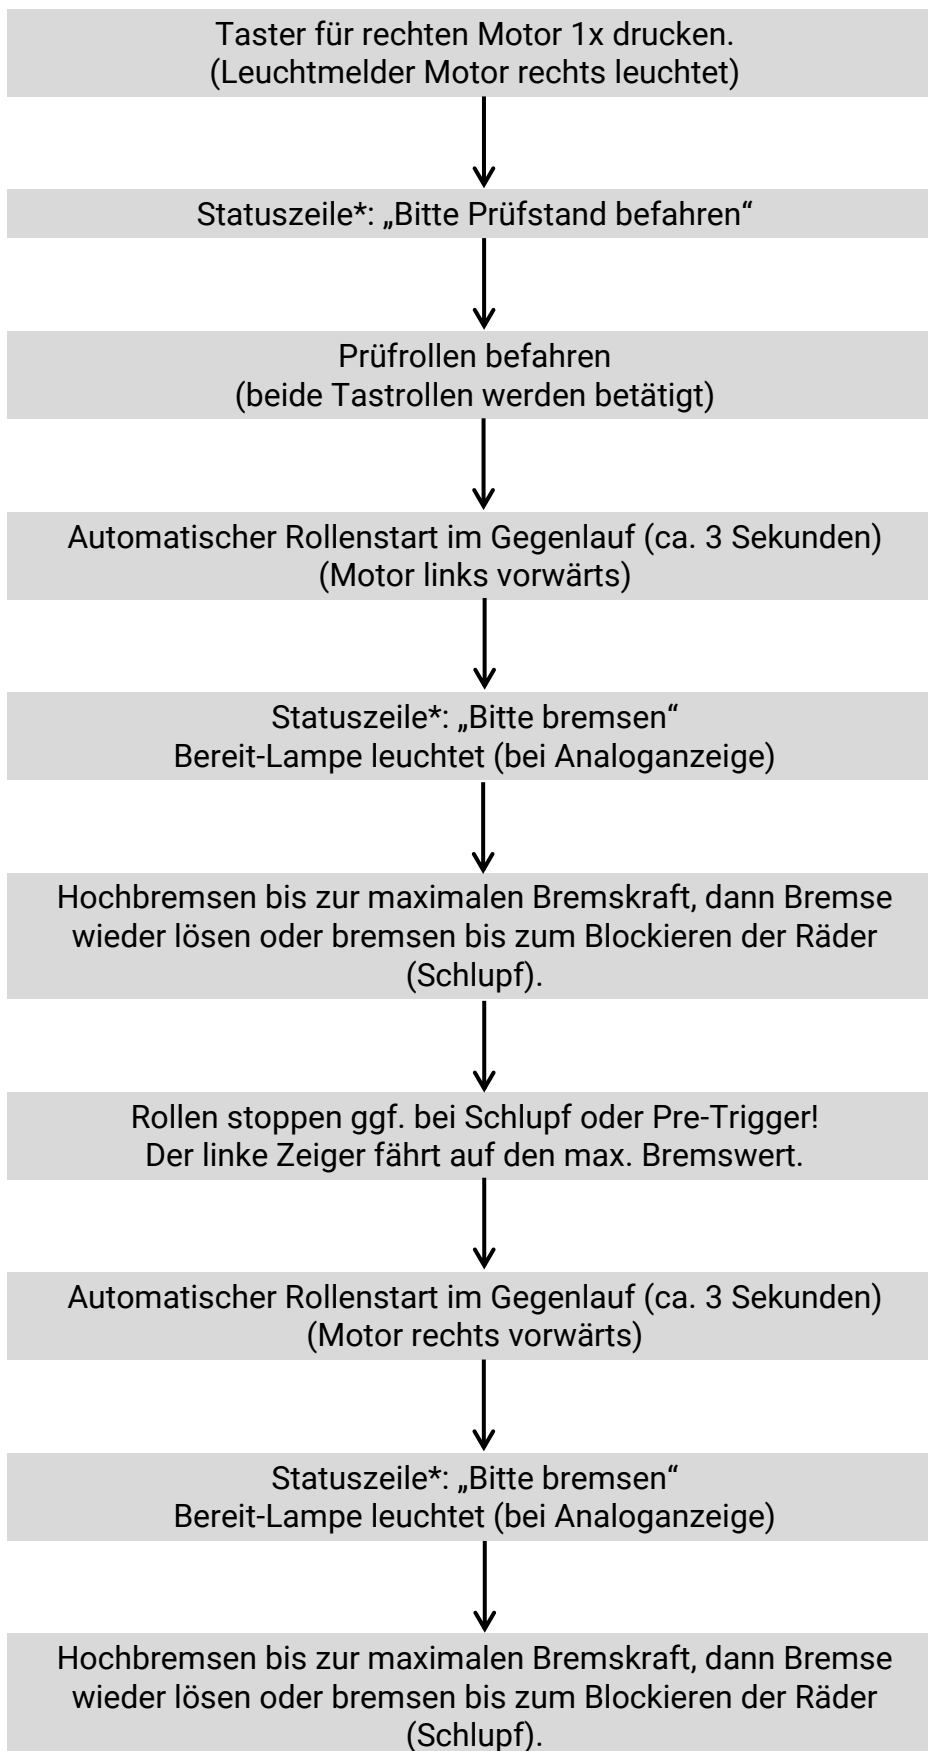 Taster für rechten Motor 1x drucken.
(Leuchtmelder Motor rechts leuchtet)
Statuszeile*: „Bitte Prüfstand befahren“
Prüfrollen befahren
(beide Tastrollen werden betätigt)
Automatischer Rollenstart im Gegenlauf (ca. 3 Sekunden)
(Motor links vorwärts)
Statuszeile*: „Bitte bremsen“
Bereit-Lampe leuchtet (bei Analoganzeige)
Hochbremsen bis zur maximalen Bremskraft, dann Bremse
wieder lösen oder bremsen bis zum Blockieren der Räder
(Schlupf).
Rollen stoppen ggf. bei Schlupf oder Pre-Trigger!
Der linke Zeiger fährt auf den max. Bremswert.
Automatischer Rollenstart im Gegenlauf (ca. 3 Sekunden)
(Motor rechts vorwärts)
Statuszeile*: „Bitte bremsen“
Bereit-Lampe leuchtet (bei Analoganzeige)
Hochbremsen bis zur maximalen Bremskraft, dann Bremse
wieder lösen oder bremsen bis zum Blockieren der Räder
(Schlupf).